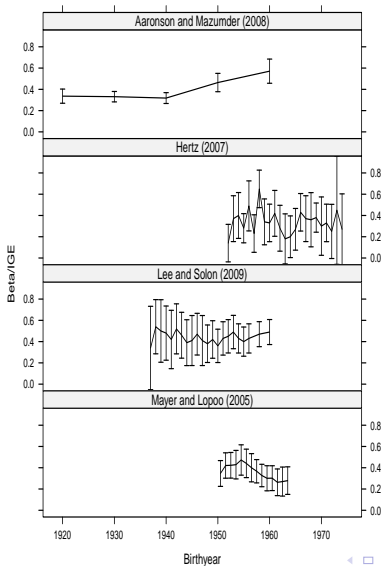 Aaronson and Mazumder (2008)
0.8
0.6
0.4
0.2
0.0
Hertz (2007)
0.8
0.6
0.4
0.2
0.0
Beta/IGE
Lee and Solon (2009)
0.8
0.6
0.4
0.2
0.0
Mayer and Lopoo (2005)
0.8
0.6
0.4
0.2
0.0
1920 1930 1940 1950 1960 1970
Birthyear